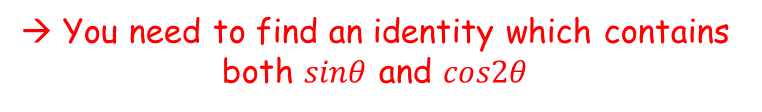 → You need to find an identity which contains
both sinθ and cos2θ